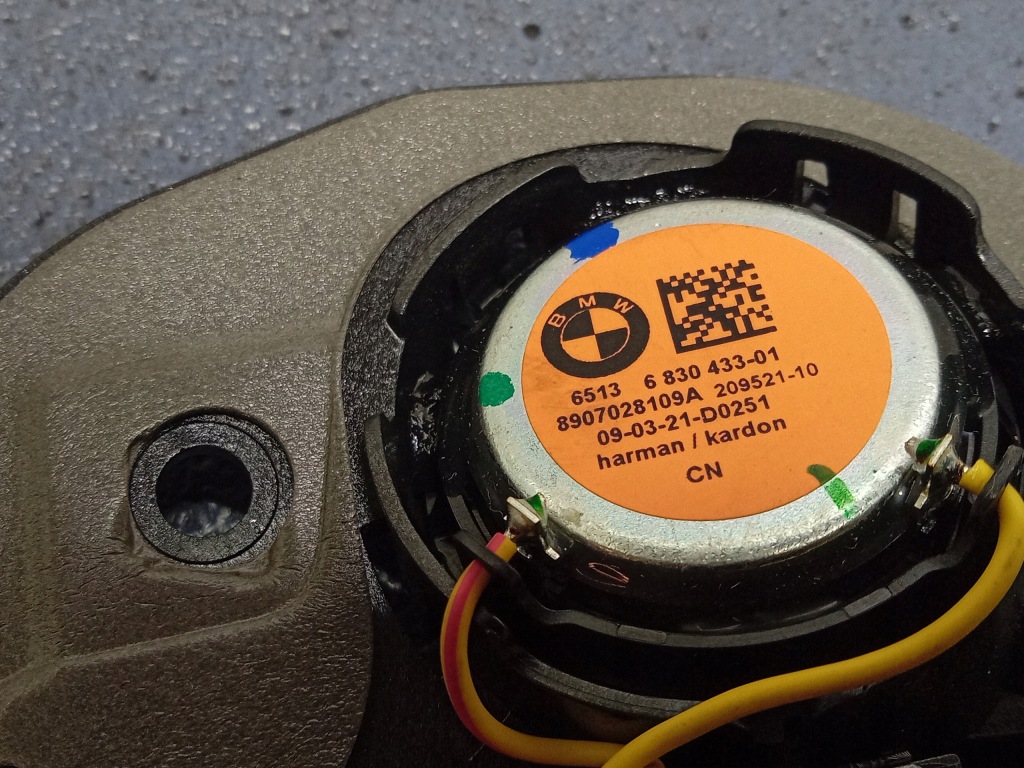 BMW
6513 6 830 433-01
8907028109A 209521-10
09-03-21-D0251
harman / kardon
CN